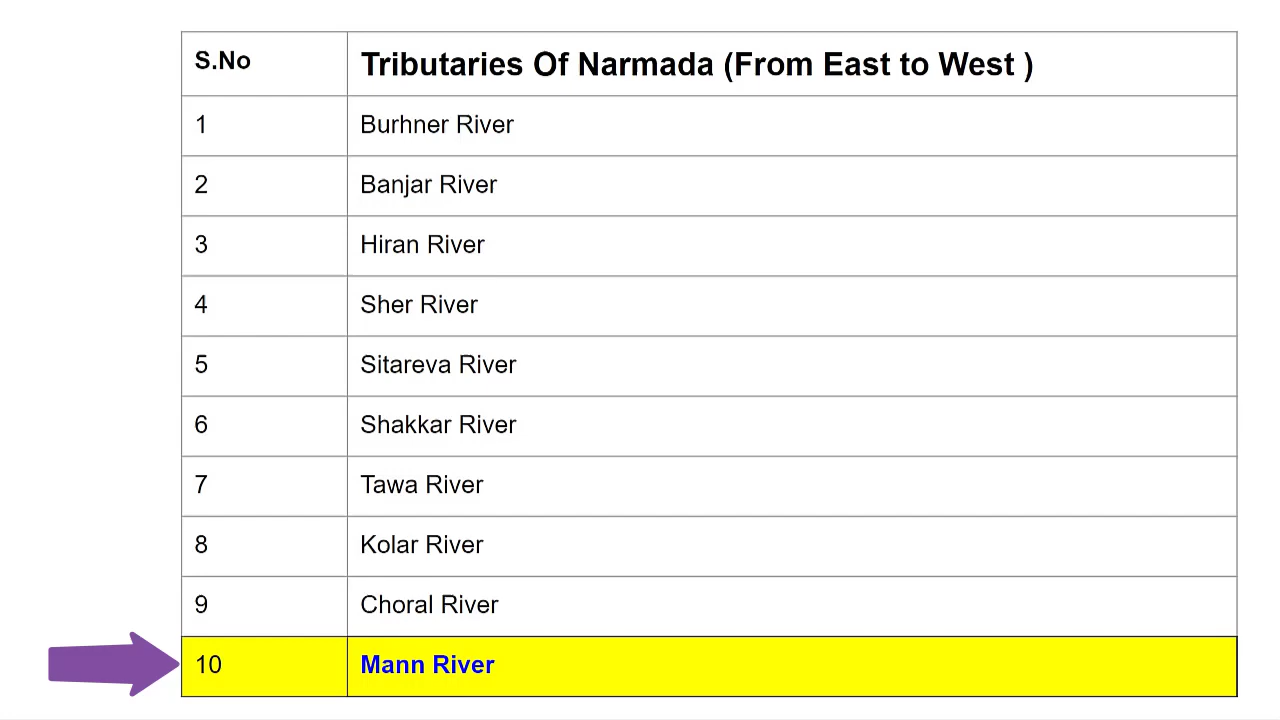 S.No Tributaries Of Narmada (From East to West )
1 Burhner River
2 Banjar River
3 Hiran River
4 Sher River
5 Sitareva River
6 Shakkar River
7 Tawa River
8 Kolar River
9 Choral River
10 Mann River